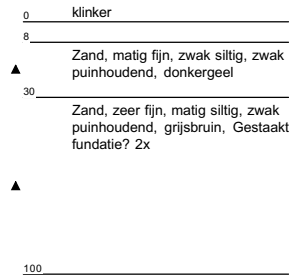 0 klinker
8
Zand, matig fijn, zwak siltig, zwak
puinhoudend, donkergeel
30
Zand, zeer fijn, matig siltig, zwak
puinhoudend, grijsbruin, Gestaakt
fundatie? 2x
100